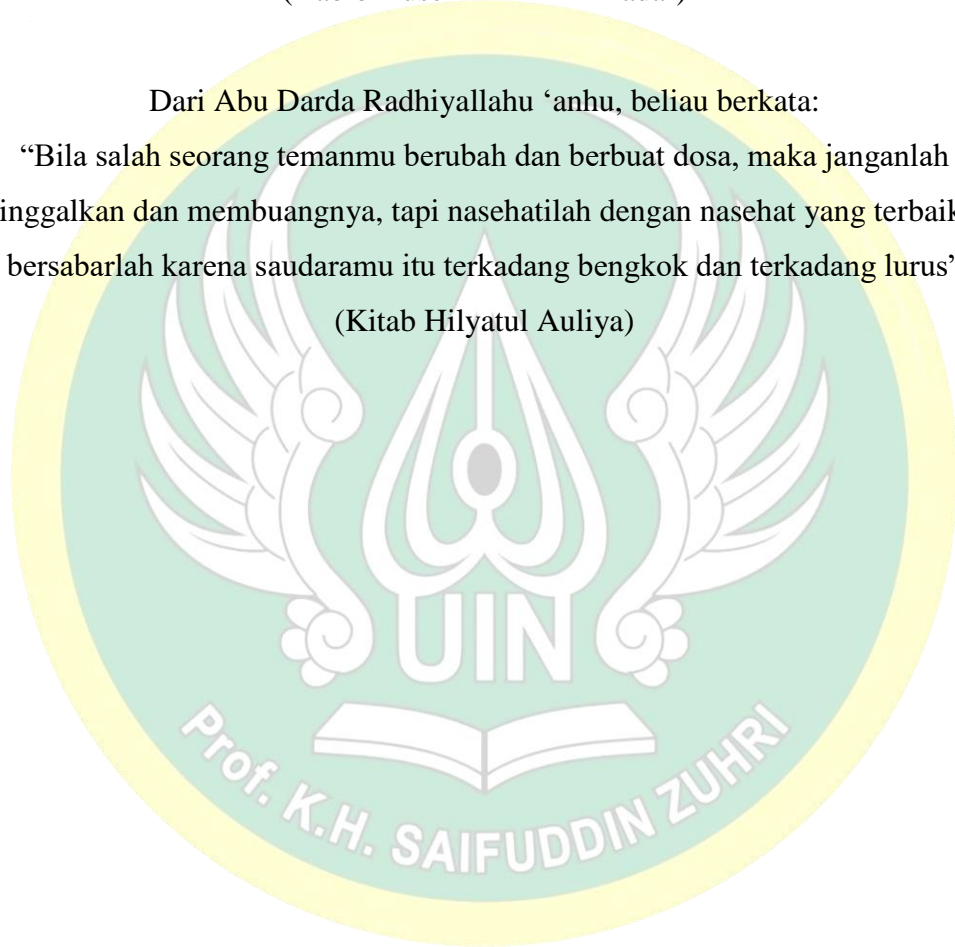 Dari Abu Darda Radhiyallahu ‘anhu, beliau berkata:
“Bila salah seorang temanmu berubah dan berbuat dosa, maka janganlah
inggalkan dan membuangnya, tapi nasehatilah dengan nasehat yang terbaik
bersabarlah karena saudaramu itu terkadang bengkok dan terkadang lurus”
(Kitab Hilyatul Auliya)
UIN
Prof. K.H. SAIFUDDIN ZUHRI